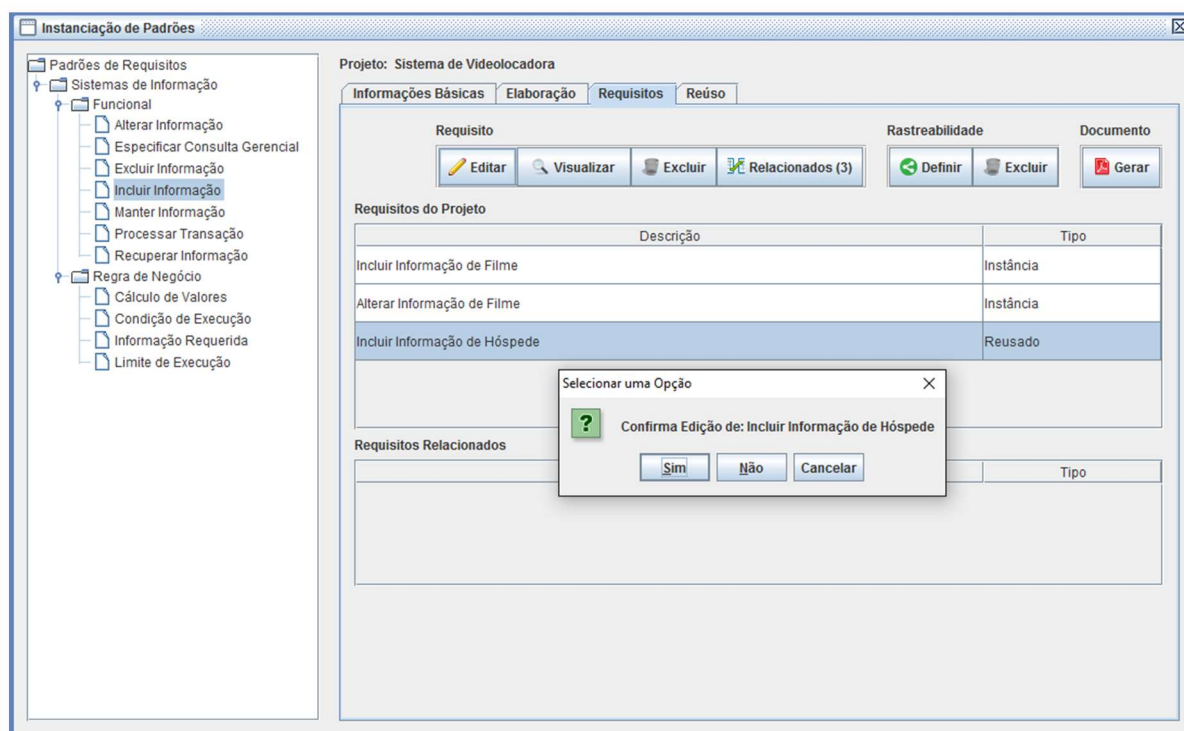 Instanciação de Padrões
Padrões de Requisitos
Sistemas de Informação
Funcional
Alterar Informação
Especificar Consulta Gerencial
Excluir Informação
Incluir Informação
Manter Informação
Processar Transação
Recuperar Informação
Regra de Negócio
Cálculo de Valores
Condição de Execução
Informação Requerida
Limite de Execução
Projeto: Sistema de Videolocadora
Informações Básicas Elaboração Requisitos Reúso
Requisito Rastreabilidade Documento
Editar Visualizar Excluir Relacionados (3) Definir Excluir Gerar
Requisitos do Projeto
Descrição Tipo
Incluir Informação de Filme Instância
Alterar Informação de Filme Instância
Incluir Informação de Hóspede Reusado
Selecionar uma Opção
Confirma Edição de: Incluir Informação de Hóspede
Sim Não Cancelar
Requisitos Relacionados
Tipo